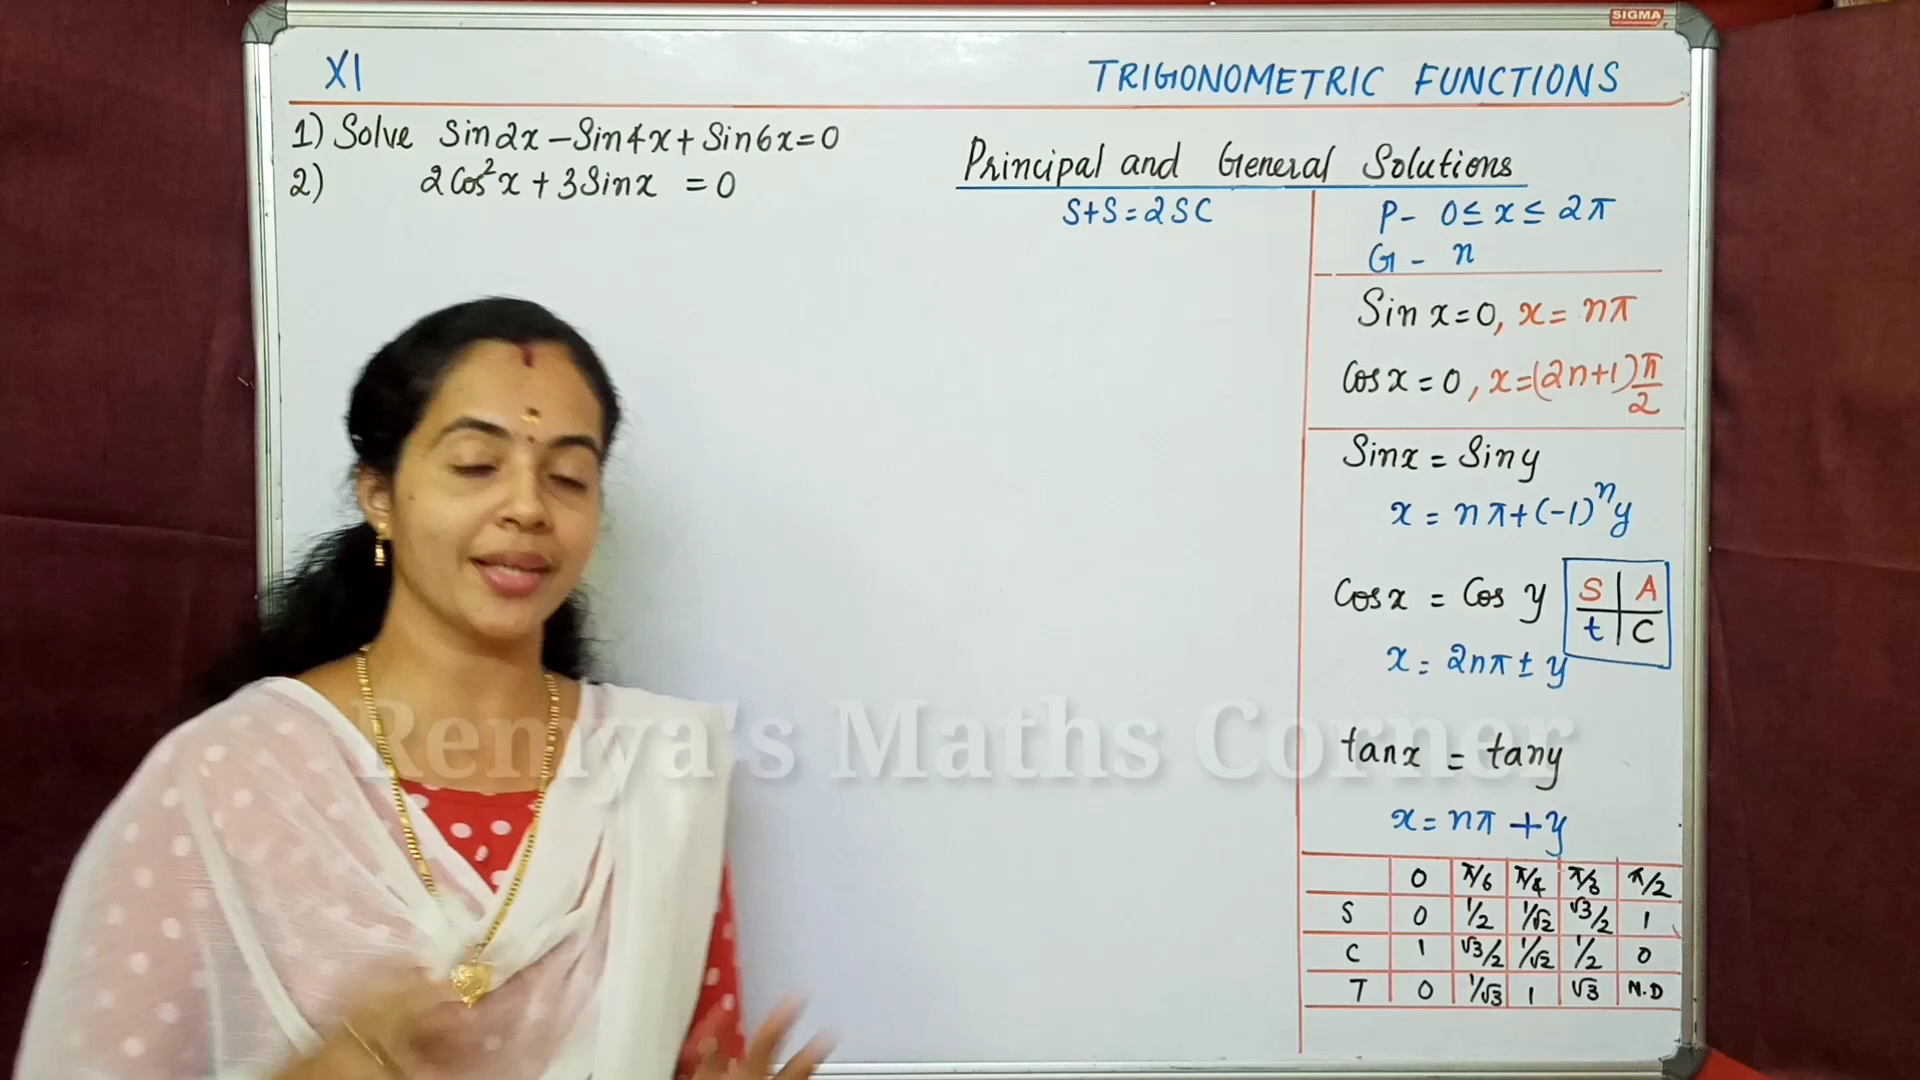 SIGMA
XI
TRIGONOMETRIC FUNCTIONS
1) Solve Sin2x - Sin4x + Sin6x = 0
2) 2Cos²x + 3Sinx = 0
Principal and General Solutions
S+S = 2SC
P - 0 ≤ x ≤ 2π
G - n
Sin x = 0, x = nπ
Cos x = 0, x = (2n+1)π/2
Sinx = Siny
x = nπ + (-1)ⁿy
Cosx = Cos y
S A
t C
x = 2nπ ± y
tanx = tany
x = nπ + y
0 π/6 π/4 π/3 π/2
S 0 1/2 1/√2 √3/2 1
C 1 √3/2 1/√2 1/2 0
T 0 1/√3 1 √3 N.D
Remya's Maths Corner